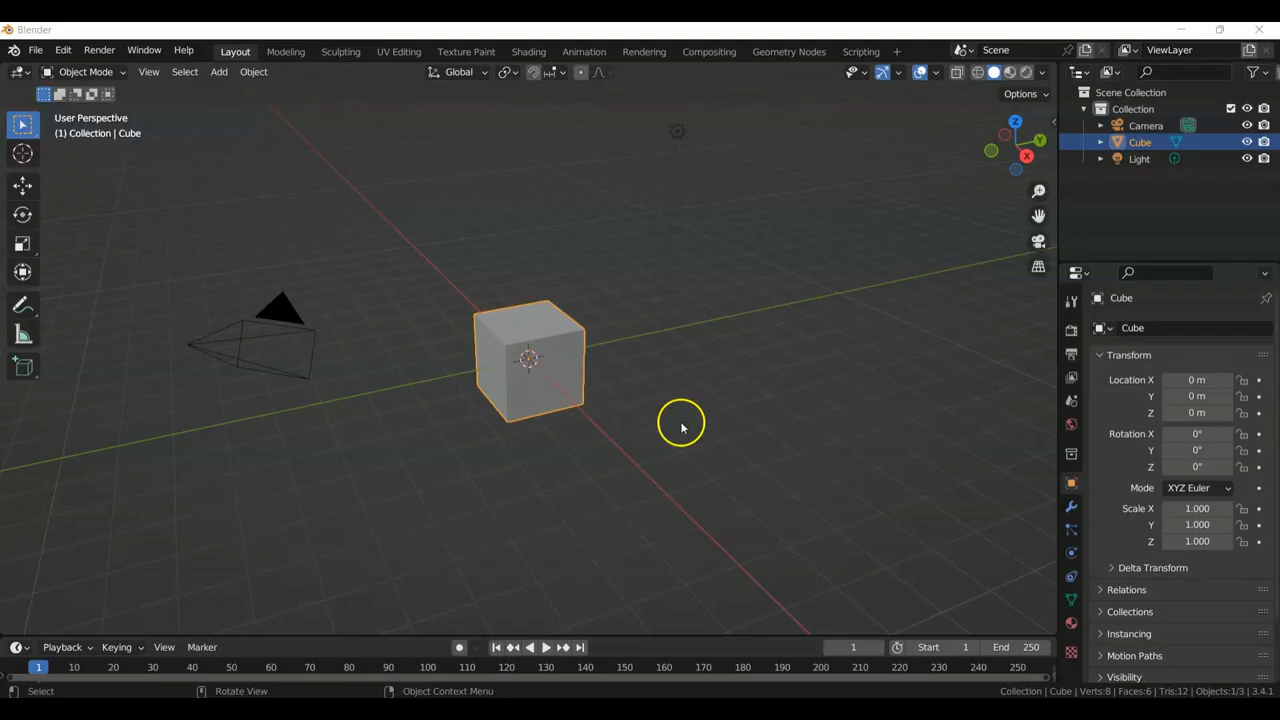 Blender
File Edit Render Window Help Layout Modeling Sculpting UV Editing Texture Paint Shading Animation Rendering Compositing Geometry Nodes Scripting + Scene ViewLayer
Object Mode View Select Add Object Global
Options
User Perspective
(1) Collection | Cube
Z
Y
X
Scene Collection
Collection
Camera
Cube
Light
Cube
Cube
Transform
Location X 0 m
Y 0 m
Z 0 m
Rotation X 0°
Y 0°
Z 0°
Mode XYZ Euler
Scale X 1.000
Y 1.000
Z 1.000
Delta Transform
Relations
Collections
Instancing
Motion Paths
Visibility
Playback Keying View Marker 1 Start 1 End 250
1 10 20 30 40 50 60 70 80 90 100 110 120 130 140 150 160 170 180 190 200 210 220 230 240 250
Select Rotate View Object Context Menu Collection | Cube | Verts:8 | Faces:6 | Tris:12 | Objects:1/3 | 3.4.1